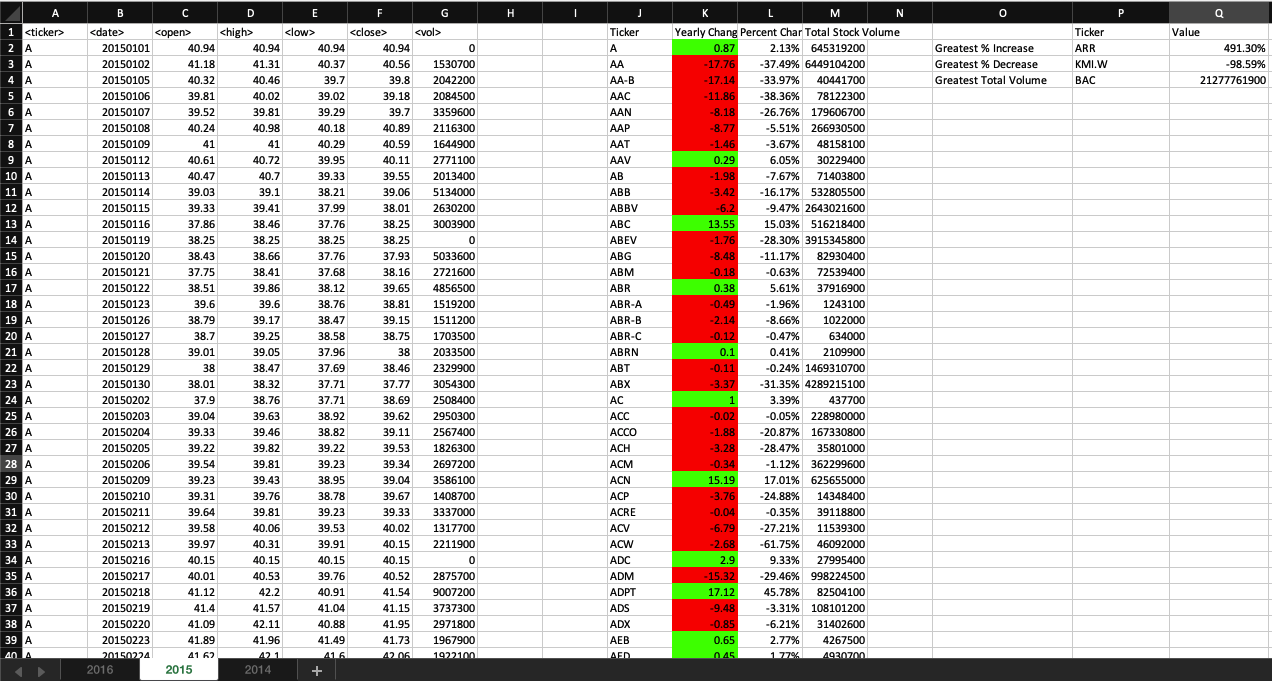 A B C D E F G H I J K L M N O P Q
1 <ticker> <date> <open> <high> <low> <close> <vol> Ticker Yearly Chang Percent Char Total Stock Volume Ticker Value
2 A 20150101 40.94 40.94 40.94 40.94 0 A 0.87 2.13% 645319200 Greatest % Increase ARR 491.30%
3 A 20150102 41.18 41.31 40.37 40.56 1530700 AA -17.76 -37.49% 6449104200 Greatest % Decrease KMI.W -98.59%
4 A 20150105 40.32 40.46 39.7 39.8 2042200 AA-B -17.14 -33.97% 40441700 Greatest Total Volume BAC 21277761900
5 A 20150106 39.81 40.02 39.02 39.18 2084500 AAC -11.86 -38.36% 78122300
6 A 20150107 39.52 39.81 39.29 39.7 3359600 AAN -8.18 -26.76% 179606700
7 A 20150108 40.24 40.98 40.18 40.89 2116300 AAP -8.77 -5.51% 266930500
8 A 20150109 41 41 40.29 40.59 1644900 AAT -1.46 -3.67% 48158100
9 A 20150112 40.61 40.72 39.95 40.11 2771100 AAV 0.29 6.05% 30229400
10 A 20150113 40.47 40.7 39.33 39.55 2013400 AB -1.98 -7.67% 71403800
11 A 20150114 39.03 39.1 38.21 39.06 5134000 ABB -3.42 -16.17% 532805500
12 A 20150115 39.33 39.41 37.99 38.01 2630200 ABBV -6.2 -9.47% 2643021600
13 A 20150116 37.86 38.46 37.76 38.25 3003900 ABC 13.55 15.03% 516218400
14 A 20150119 38.25 38.25 38.25 38.25 0 ABEV -1.76 -28.30% 3915345800
15 A 20150120 38.43 38.66 37.76 37.93 5033600 ABG -8.48 -11.17% 82930400
16 A 20150121 37.75 38.41 37.68 38.16 2721600 ABM -0.18 -0.63% 72539400
17 A 20150122 38.51 39.86 38.12 39.65 4856500 ABR 0.38 5.61% 37916900
18 A 20150123 39.6 39.6 38.76 38.81 1519200 ABR-A -0.49 -1.96% 1243100
19 A 20150126 38.79 39.17 38.47 39.15 1511200 ABR-B -2.14 -8.66% 1022000
20 A 20150127 38.7 39.25 38.58 38.75 1703500 ABR-C -0.12 -0.47% 634000
21 A 20150128 39.01 39.05 37.96 38 2033500 ABRN 0.1 0.41% 2109900
22 A 20150129 38 38.47 37.69 38.46 2329900 ABT -0.11 -0.24% 1469310700
23 A 20150130 38.01 38.32 37.71 37.77 3054300 ABX -3.37 -31.35% 4289215100
24 A 20150202 37.9 38.76 37.71 38.69 2508400 AC 1 3.39% 437700
25 A 20150203 39.04 39.63 38.92 39.62 2950300 ACC -0.02 -0.05% 228980000
26 A 20150204 39.33 39.46 38.82 39.11 2567400 ACCO -1.88 -20.87% 167330800
27 A 20150205 39.22 39.82 39.22 39.53 1826300 ACH -3.28 -28.47% 35801000
28 A 20150206 39.54 39.81 39.23 39.34 2697200 ACM -0.34 -1.12% 362299600
29 A 20150209 39.23 39.43 38.95 39.04 3586100 ACN 15.19 17.01% 625655000
30 A 20150210 39.31 39.76 38.78 39.67 1408700 ACP -3.76 -24.88% 14348400
31 A 20150211 39.64 39.81 39.23 39.33 3337000 ACRE -0.04 -0.35% 39118800
32 A 20150212 39.58 40.06 39.53 40.02 1317700 ACV -6.79 -27.21% 11539300
33 A 20150213 39.97 40.31 39.91 40.15 2211900 ACW -2.68 -61.75% 46092000
34 A 20150216 40.15 40.15 40.15 40.15 0 ADC 2.9 9.33% 27995400
35 A 20150217 40.01 40.53 39.76 40.52 2875700 ADM -15.32 -29.46% 998224500
36 A 20150218 41.12 42.2 40.91 41.54 9007200 ADPT 17.12 45.78% 82504100
37 A 20150219 41.4 41.57 41.04 41.15 3737300 ADS -9.48 -3.31% 108101200
38 A 20150220 41.09 42.11 40.88 41.95 2971800 ADX -0.85 -6.21% 31402600
39 A 20150223 41.89 41.96 41.49 41.73 1967900 AEB 0.65 2.77% 4267500
40 A 20150224 41.62 42.1 41.6 42.06 1922100 AED 0.45 1.77% 4930700
2016 2015 2014 +